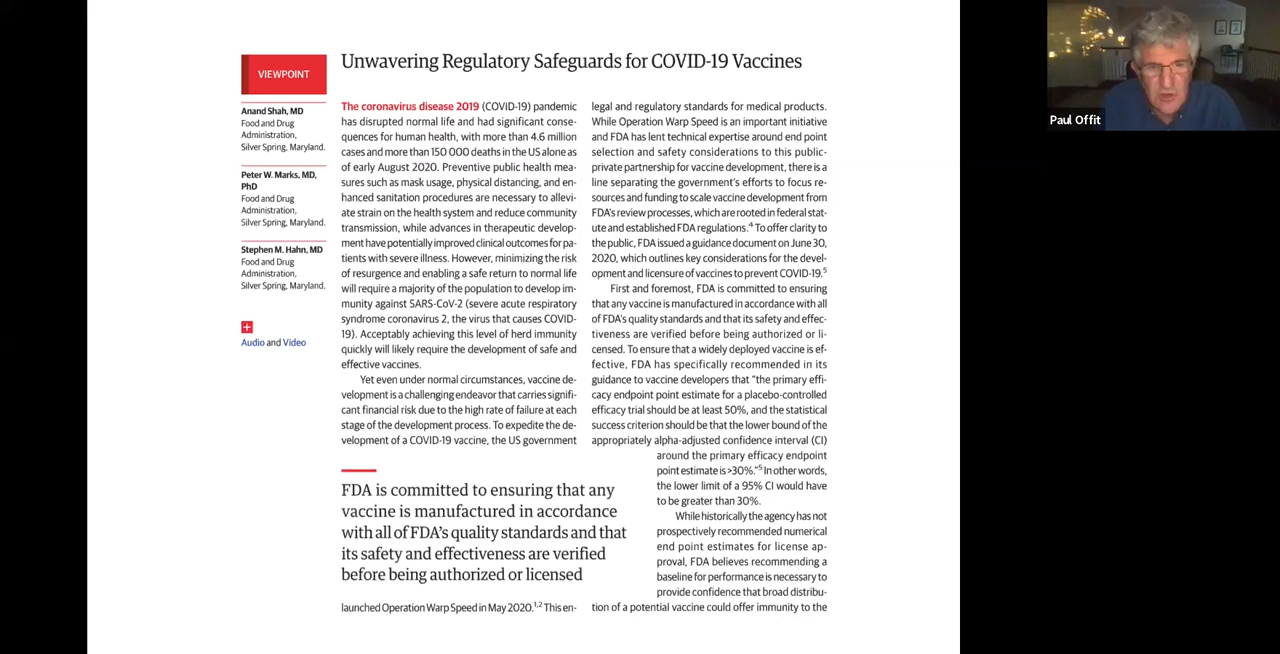 VIEWPOINT
Anand Shah, MD
Food and Drug
Administration,
Silver Spring, Maryland.
Peter W. Marks, MD,
PhD
Food and Drug
Administration,
Silver Spring, Maryland.
Stephen M. Hahn, MD
Food and Drug
Administration,
Silver Spring, Maryland.
Audio and Video
Unwavering Regulatory Safeguards for COVID-19 Vaccines
The coronavirus disease 2019 (COVID-19) pandemic
has disrupted normal life and had significant conse-
quences for human health, with more than 4.6 million
cases and more than 150 000 deaths in the US alone as
of early August 2020. Preventive public health mea-
sures such as mask usage, physical distancing, and en-
hanced sanitation procedures are necessary to allevi-
ate strain on the health system and reduce community
transmission, while advances in therapeutic develop-
ment have potentially improved clinical outcomes for pa-
tients with severe illness. However, minimizing the risk
of resurgence and enabling a safe return to normal life
will require a majority of the population to develop im-
munity against SARS-CoV-2 (severe acute respiratory
syndrome coronavirus 2, the virus that causes COVID-
19). Acceptably achieving this level of herd immunity
quickly will likely require the development of safe and
effective vaccines.
Yet even under normal circumstances, vaccine de-
velopment is a challenging endeavor that carries signifi-
cant financial risk due to the high rate of failure at each
stage of the development process. To expedite the de-
velopment of a COVID-19 vaccine, the US government
FDA is committed to ensuring that any
vaccine is manufactured in accordance
with all of FDA's quality standards and that
its safety and effectiveness are verified
before being authorized or licensed
launched Operation Warp Speed in May 2020.1,2 This en-
legal and regulatory standards for medical products.
While Operation Warp Speed is an important initiative
and FDA has lent technical expertise around end point
selection and safety considerations to this public-
private partnership for vaccine development, there is a
line separating the government's efforts to focus re-
sources and funding to scale vaccine development from
FDA's review processes, which are rooted in federal stat-
ute and established FDA regulations.4 To offer clarity to
the public, FDA issued a guidance document on June 30,
2020, which outlines key considerations for the devel-
opment and licensure of vaccines to prevent COVID-19.5
First and foremost, FDA is committed to ensuring
that any vaccine is manufactured in accordance with all
of FDA's quality standards and that its safety and effec-
tiveness are verified before being authorized or li-
censed. To ensure that a widely deployed vaccine is ef-
fective, FDA has specifically recommended in its
guidance to vaccine developers that "the primary effi-
cacy endpoint point estimate for a placebo-controlled
efficacy trial should be at least 50%, and the statistical
success criterion should be that the lower bound of the
appropriately alpha-adjusted confidence interval (CI)
around the primary efficacy endpoint
point estimate is >30%."5 In other words,
the lower limit of a 95% CI would have
to be greater than 30%.
While historically the agency has not
prospectively recommended numerical
end point estimates for license ap-
proval, FDA believes recommending a
baseline for performance is necessary to
provide confidence that broad distribu-
tion of a potential vaccine could offer immunity to the
Paul Offit